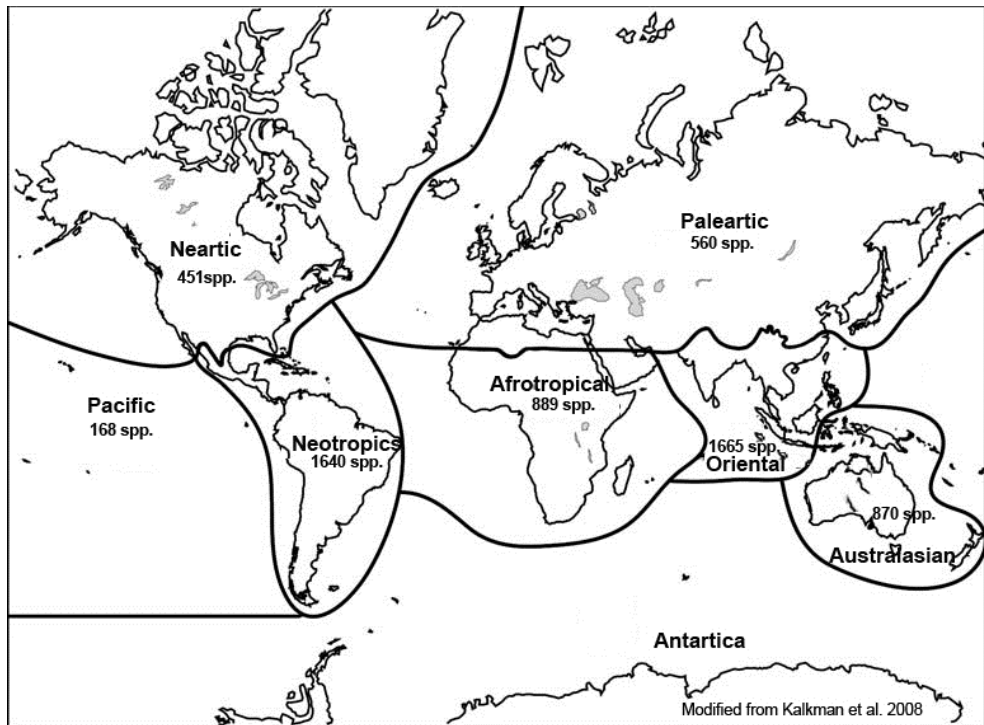 Neartic
451spp.
Paleartic
560 spp.
Pacific
168 spp.
Neotropics
1640 spp.
Afrotropical
889 spp.
1665 spp.
Oriental
870 spp.
Australasian
Antartica
Modified from Kalkman et al. 2008